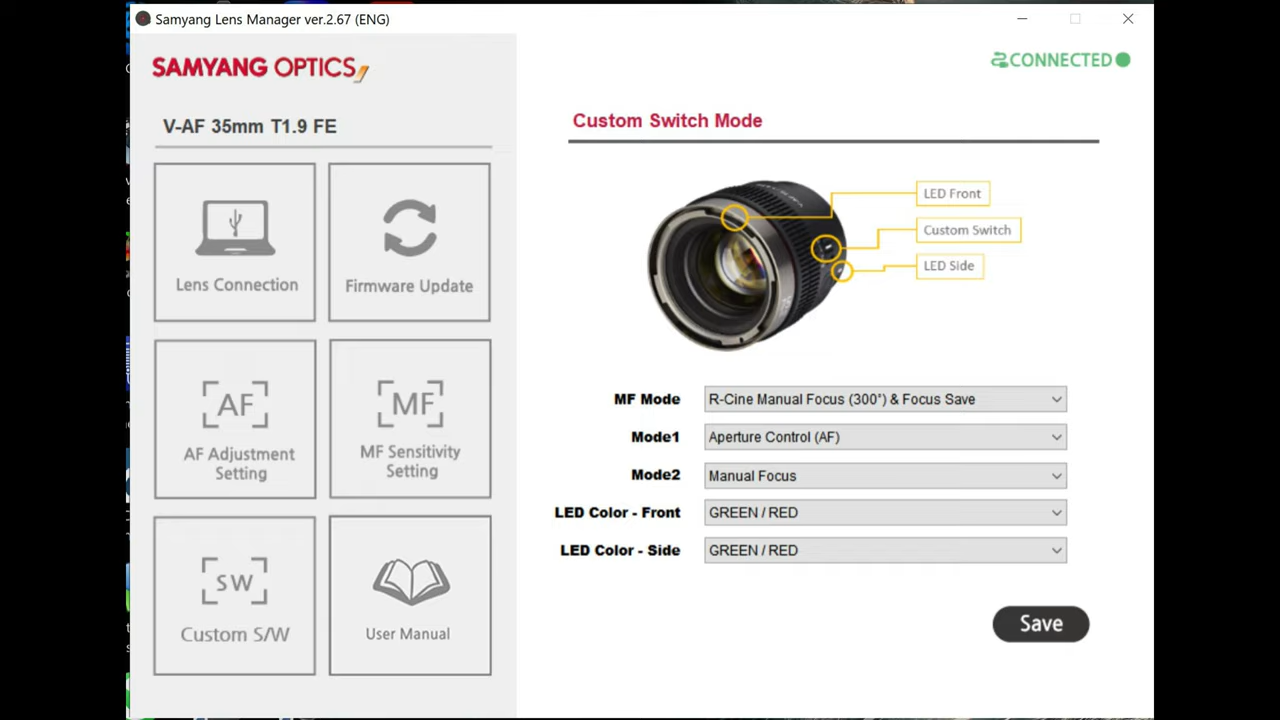 Samyang Lens Manager ver.2.67 (ENG)
SAMYANG OPTICS
CONNECTED
V-AF 35mm T1.9 FE
Lens Connection
Firmware Update
AF
AF Adjustment
Setting
MF
MF Sensitivity
Setting
SW
Custom S/W
User Manual
Custom Switch Mode
LED Front
Custom Switch
LED Side
MF Mode R-Cine Manual Focus (300°) & Focus Save
Mode1 Aperture Control (AF)
Mode2 Manual Focus
LED Color - Front GREEN / RED
LED Color - Side GREEN / RED
Save